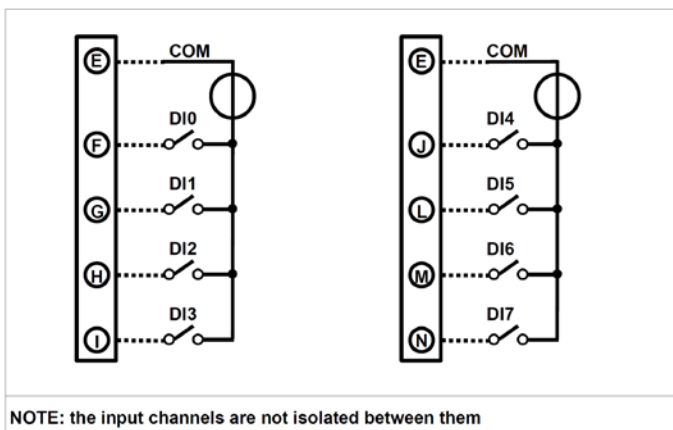 E COM
F DI0
G DI1
H DI2
I DI3
E COM
J DI4
L DI5
M DI6
N DI7
NOTE: the input channels are not isolated between them